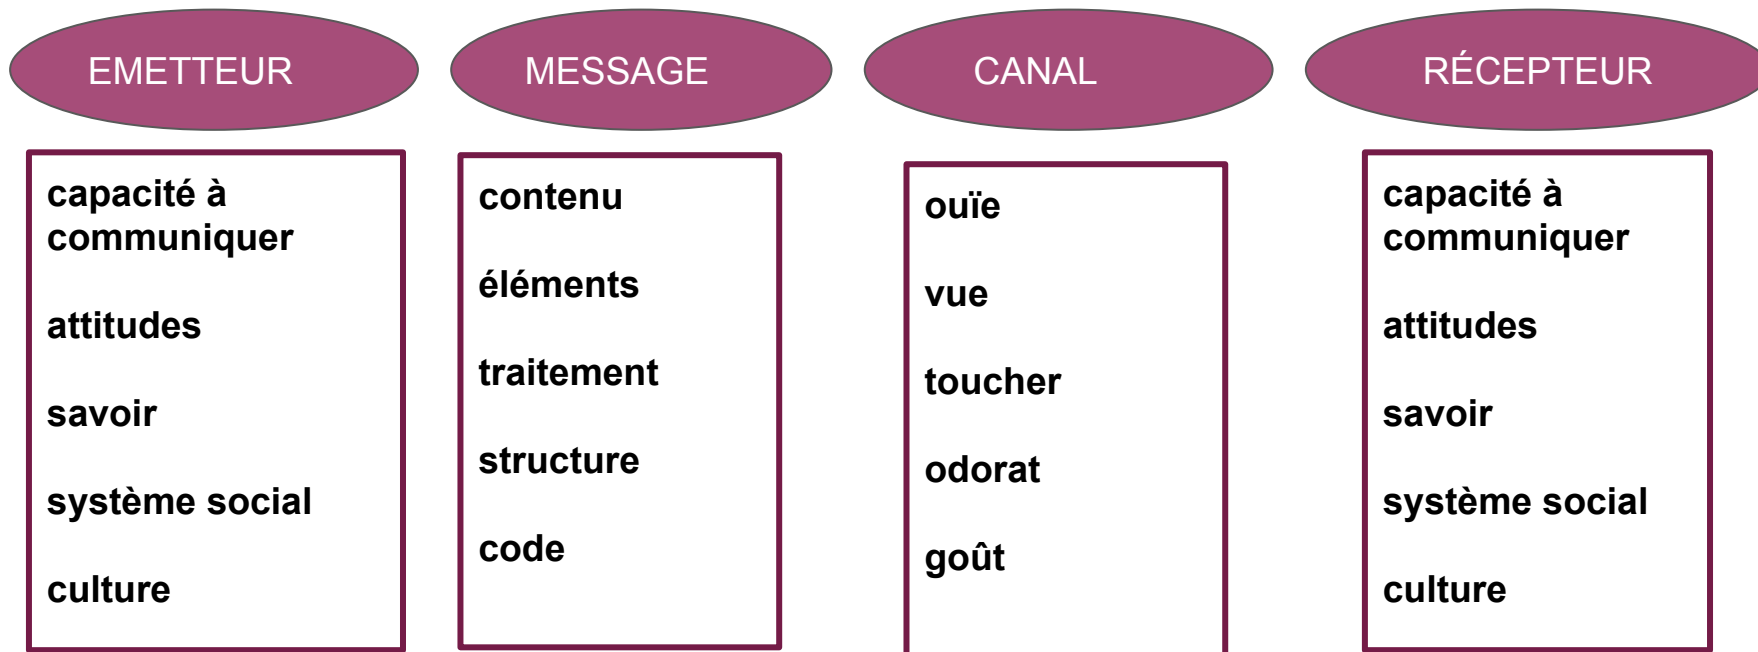 EMETTEUR
MESSAGE
CANAL
RÉCEPTEUR
capacité à
communiquer
attitudes
savoir
système social
culture
contenu
éléments
traitement
structure
code
ouïe
vue
toucher
odorat
goût
capacité à
communiquer
attitudes
savoir
système social
culture